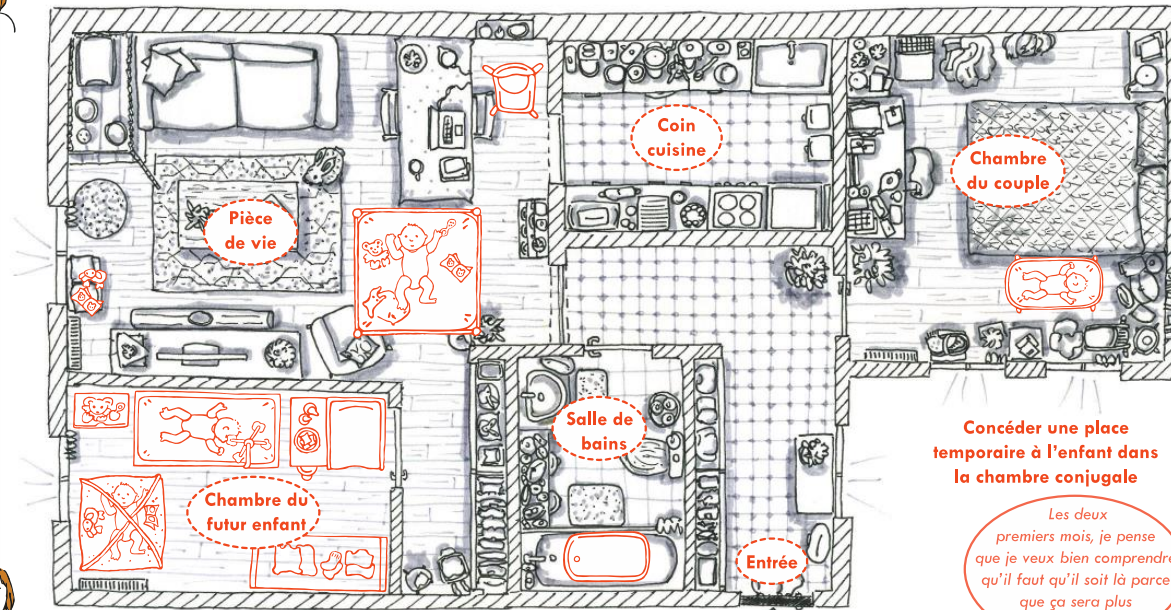 Coin
cuisine
Chambre
du couple
Pièce
de vie
Salle de
bains
Chambre du
futur enfant
Entrée
Concéder une place
temporaire à l'enfant dans
la chambre conjugale
Les deux
premiers mois, je pense
que je veux bien comprendre
qu'il faut qu'il soit là parce
que ça sera plus